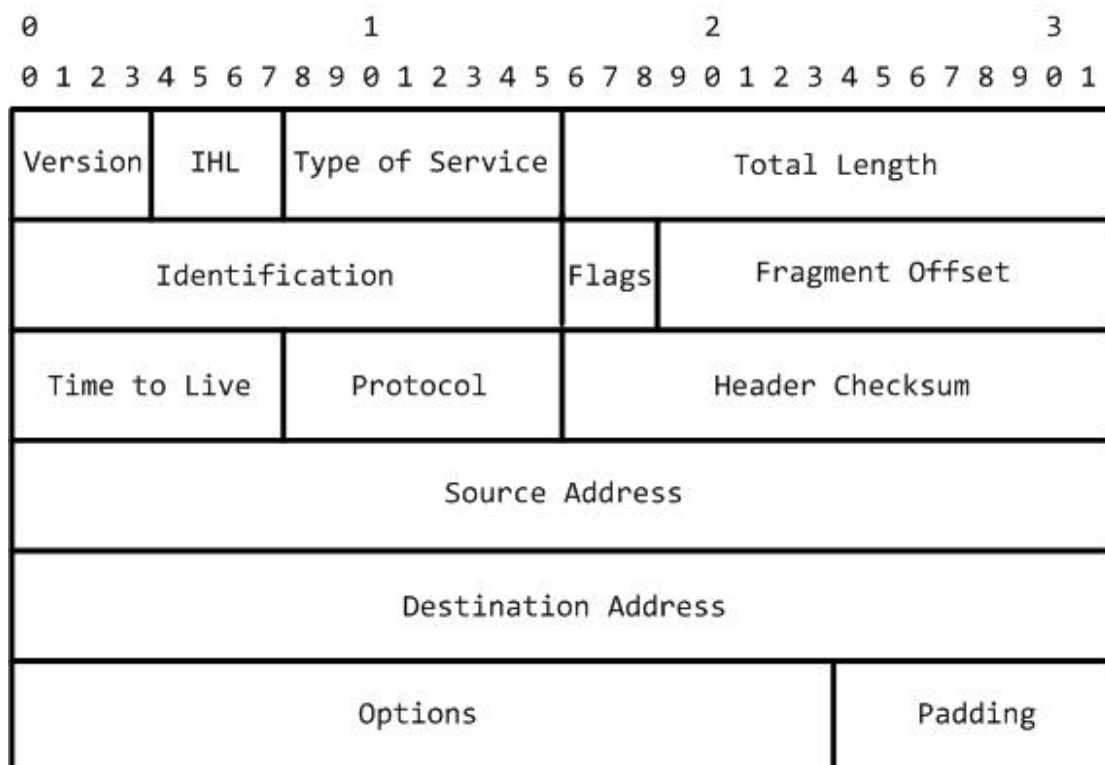 0 1 2 3
0 1 2 3 4 5 6 7 8 9 0 1 2 3 4 5 6 7 8 9 0 1 2 3 4 5 6 7 8 9 0 1
Version IHL Type of Service Total Length
Identification Flags Fragment Offset
Time to Live Protocol Header Checksum
Source Address
Destination Address
Options Padding